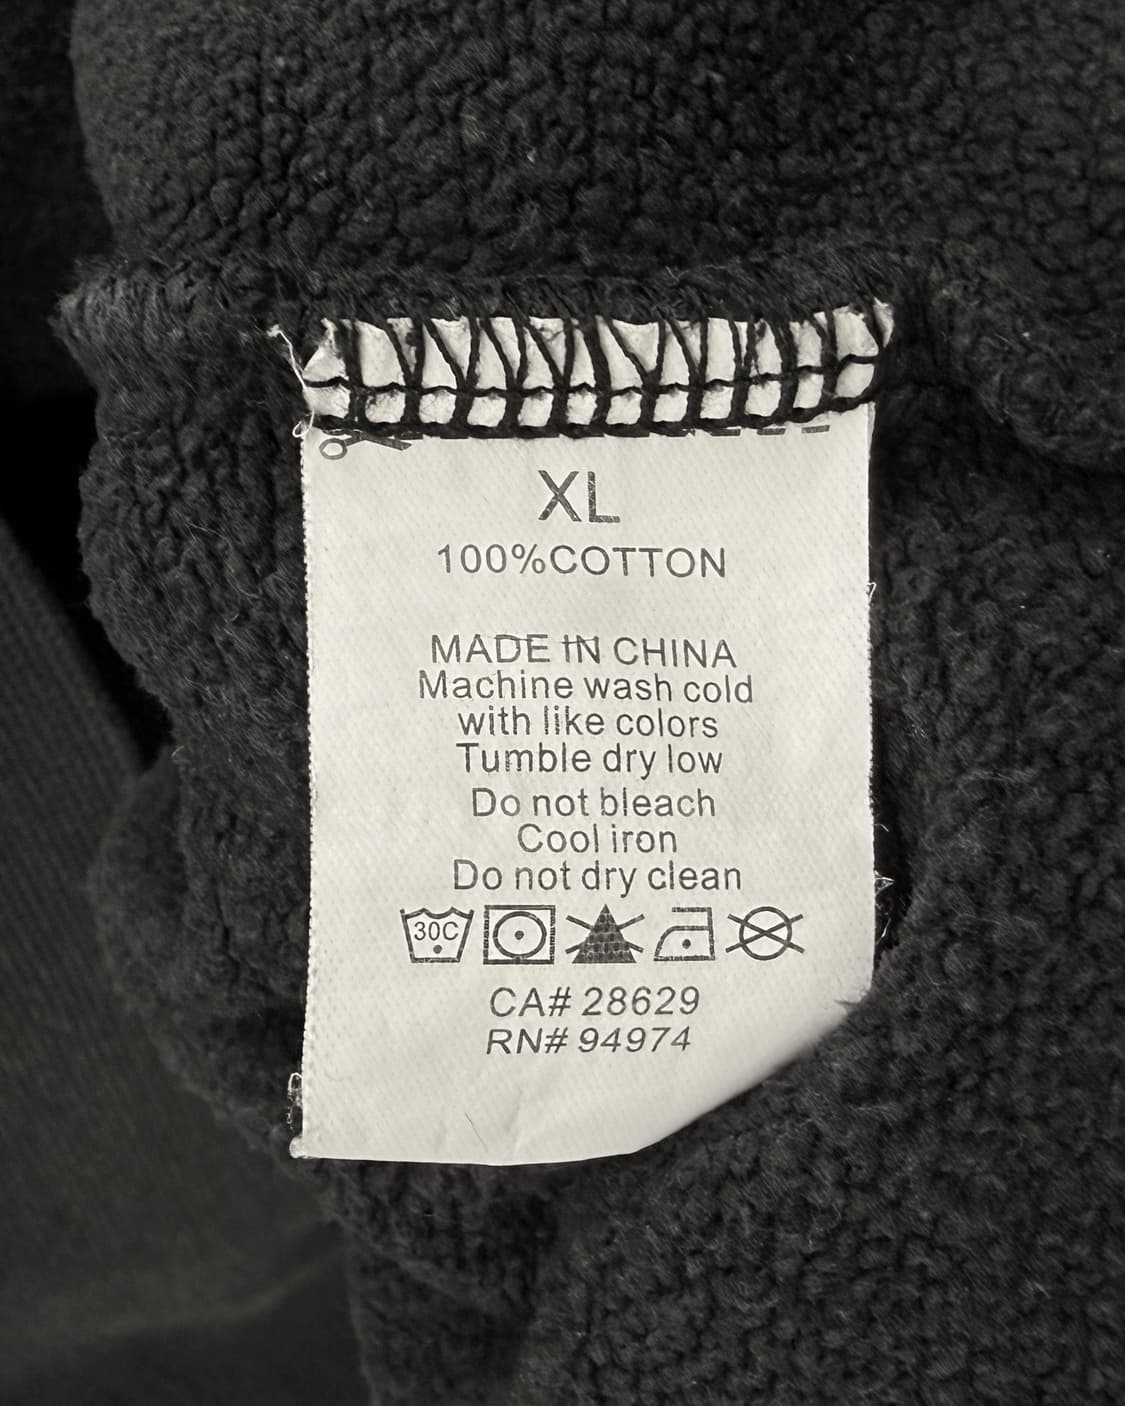 XL
100%COTTON
MADE IN CHINA
Machine wash cold
with like colors
Tumble dry low
Do not bleach
Cool iron
Do not dry clean
30C
CA# 28629
RN# 94974